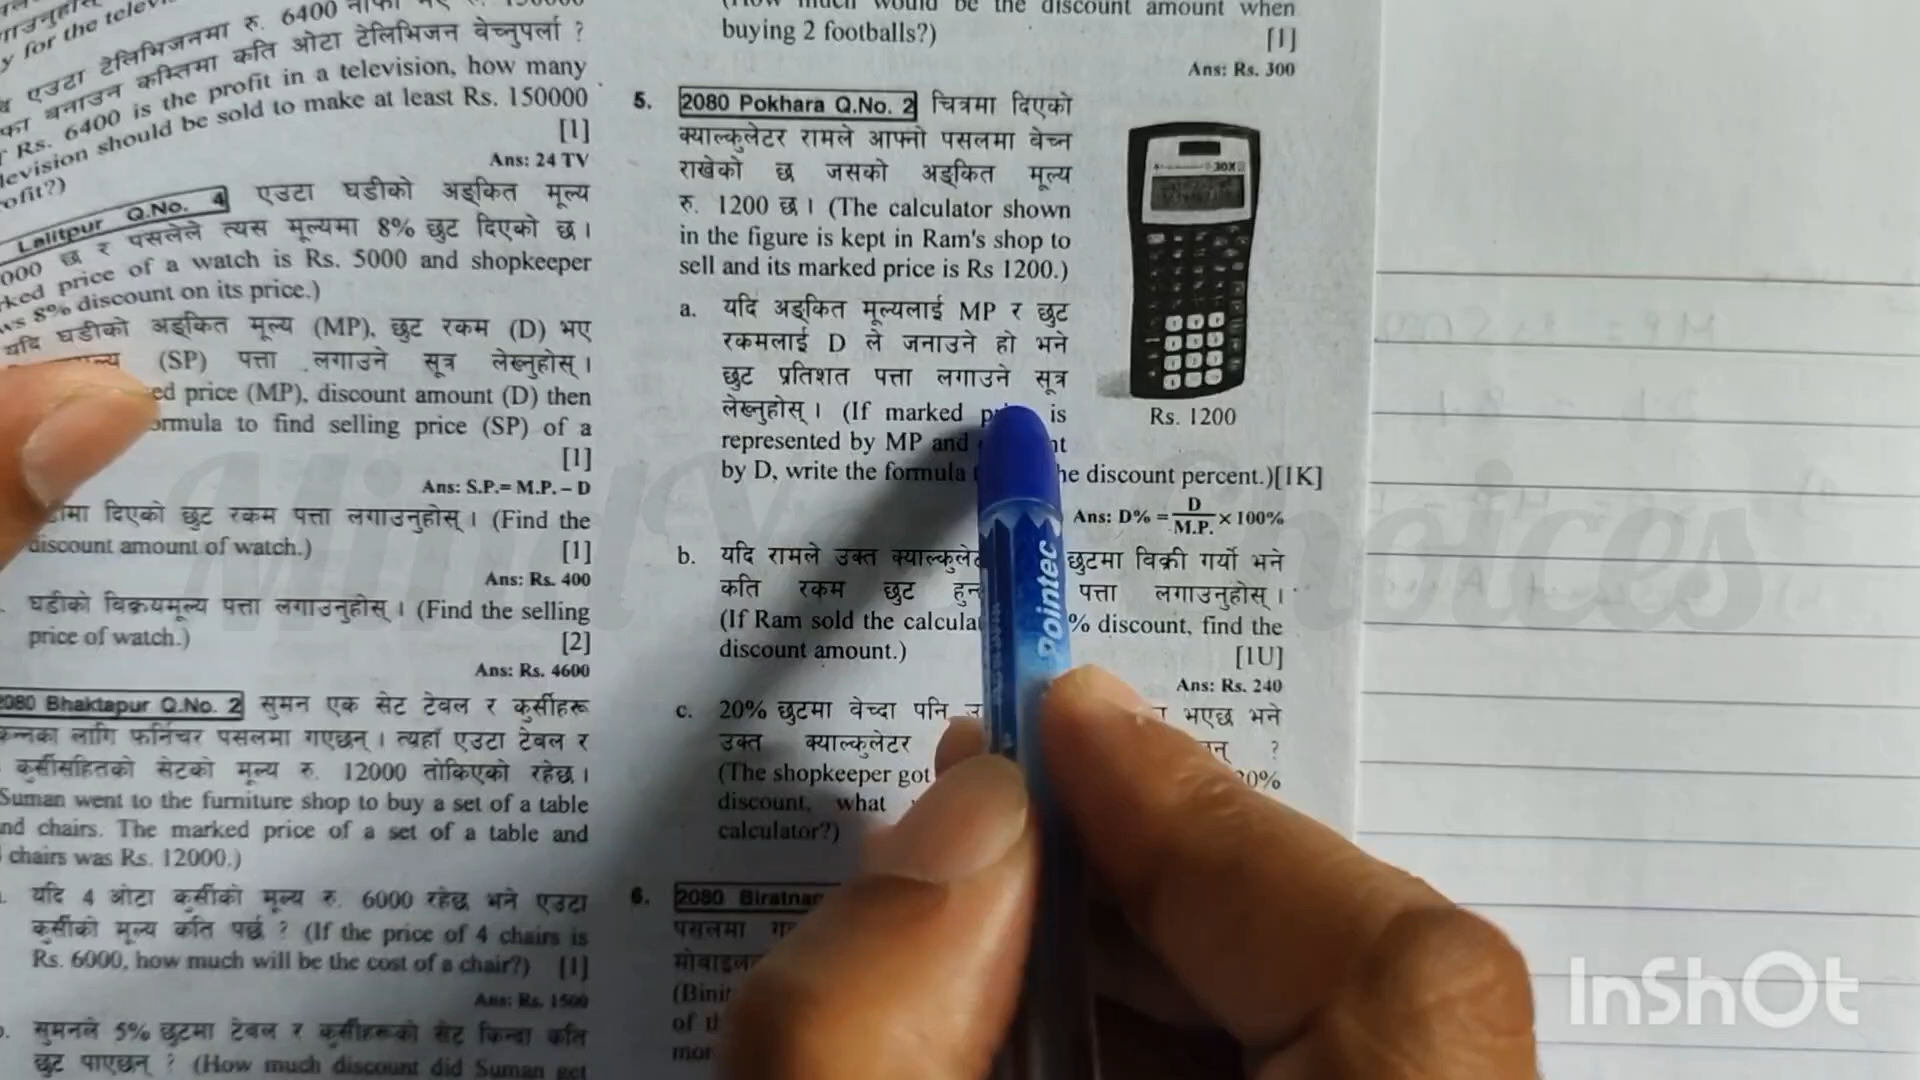 y for the
रु. 6400
एउटा टेलिभिजनमा रु. 6400
बनाउन कम्तिमा कति ओटा टेलिभिजन बेच्नुपर्ला ?
Rs. 6400 is the profit in a television, how many
levision should be sold to make at least Rs. 150000
ofit?) [1]
Ans: 24 TV
Lalitpur Q.No. 4 एउटा घडीको अङ्कित मूल्य
000 छ र पसलेले त्यस मूल्यमा 8% छुट दिएको छ।
ked price of a watch is Rs. 5000 and shopkeeper
ws 8% discount on its price.)
यदि घडीको अङ्कित मूल्य (MP), छुट रकम (D) भए
(SP) पत्ता लगाउने सूत्र लेख्नुहोस्।
ed price (MP), discount amount (D) then
ormula to find selling price (SP) of a
[1]
Ans: S.P.= M.P. – D
दिएको छुट रकम पत्ता लगाउनुहोस्। (Find the
discount amount of watch.) [1]
Ans: Rs. 400
घडीको विक्रयमूल्य पत्ता लगाउनुहोस्। (Find the selling
price of watch.) [2]
Ans: Rs. 4600
2080 Bhaktapur Q.No. 2 सुमन एक सेट टेबल र कुर्सीहरू
किन्नका लागि फर्निचर पसलमा गएछन्। त्यहाँ एउटा टेबल र
कुर्सीसहितको सेटको मूल्य रु. 12000 तोकिएको रहेछ।
Suman went to the furniture shop to buy a set of a table
nd chairs. The marked price of a set of a table and
chairs was Rs. 12000.)
यदि 4 ओटा कुर्सीको मूल्य रु. 6000 रहेछ भने एउटा
कुर्सीको मूल्य कति पर्छ ? (If the price of 4 chairs is
Rs. 6000, how much will be the cost of a chair?) [1]
Ans: Rs. 1500
सुमनले 5% छुटमा टेबल र कुर्सीहरूको सेट किन्दा कति
छुट पाएछन् ? (How much discount did Suman get
(How much would be the discount amount when
buying 2 footballs?) [1]
Ans: Rs. 300
5. 2080 Pokhara Q.No. 2 चित्रमा दिएको
क्याल्कुलेटर रामले आफ्नो पसलमा बेच्न
राखेको छ जसको अङ्कित मूल्य
रु. 1200 छ। (The calculator shown
in the figure is kept in Ram's shop to
sell and its marked price is Rs 1200.)
30X
Rs. 1200
a. यदि अङ्कित मूल्यलाई MP र छुट
रकमलाई D ले जनाउने हो भने
छुट प्रतिशत पत्ता लगाउने सूत्र
लेख्नुहोस्। (If marked is
represented by MP and
by D, write the formula he discount percent.)[1K]
Ans: D% = D/M.P. × 100%
b. यदि रामले उक्त क्याल्कुलेट छुटमा बिक्री गर्यो भने
कति रकम छुट पत्ता लगाउनुहोस्।
(If Ram sold the calcula % discount, find the
discount amount.) [1U]
Ans: Rs. 240
c. 20% छुटमा बेच्दा पनि भएछ भने
उक्त क्याल्कुलेटर ?
(The shopkeeper got 20%
discount, what
calculator?)
6. 2080 Biratnar
पसलमा
मोबाइल
(Bini
of
mor
Pointec
Mind Your Choices
InShOt